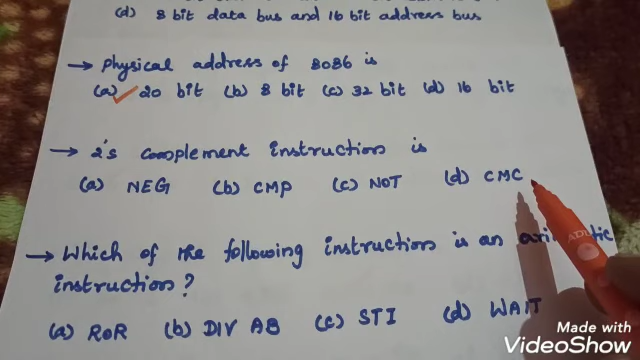 (d) 8 bit data bus and 16 bit address bus
→ Physical address of 8086 is
(a) 20 bit (b) 8 bit (c) 32 bit (d) 16 bit
→ 2's complement instruction is
(a) NEG (b) CMP (c) NOT (d) CMC
→ Which of the following instruction is an
instruction?
(a) ROR (b) DIV AB (c) STI (d) WAIT
Made with
VideoShow